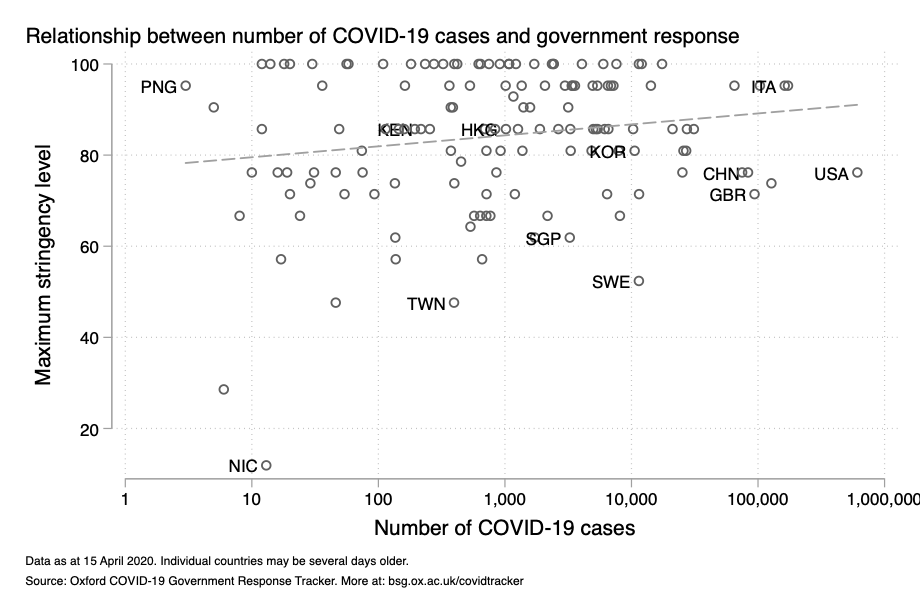 Relationship between number of COVID-19 cases and government response
Maximum stringency level
100
80
60
40
20
PNG
ITA
KEN
HKG
KOR
CHN
USA
GBR
SGP
SWE
TWN
NIC
1 10 100 1,000 10,000 100,000 1,000,000
Number of COVID-19 cases
Data as at 15 April 2020. Individual countries may be several days older.
Source: Oxford COVID-19 Government Response Tracker. More at: bsg.ox.ac.uk/covidtracker